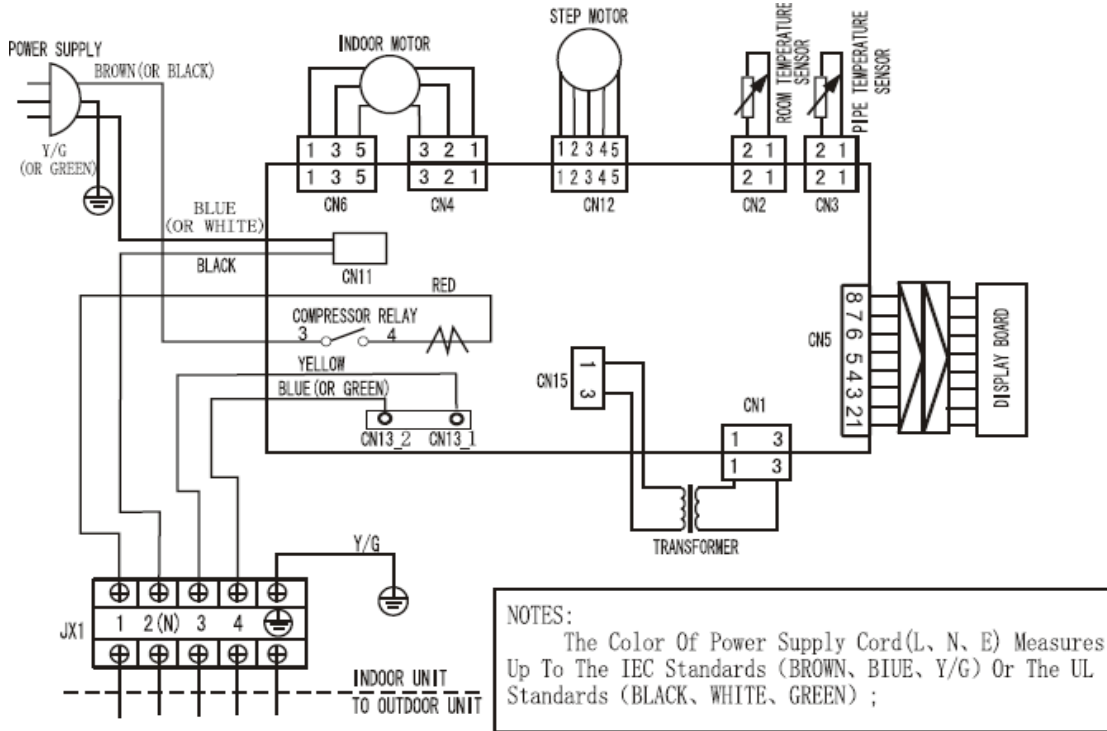 STEP MOTOR
INDOOR MOTOR
POWER SUPPLY
BROWN(OR BLACK)
ROOM TEMPERATURE
SENSOR
PIPE TEMPERATURE
SENSOR
Y/G
(OR GREEN)
1 3 5
3 2 1
1 2 3 4 5
2 1
2 1
1 3 5
3 2 1
1 2 3 4 5
2 1
2 1
CN6
CN4
CN12
CN2
CN3
BLUE
(OR WHITE)
BLACK
CN11
RED
COMPRESSOR RELAY
3 4
YELLOW
BLUE(OR GREEN)
CN13_2 CN13_1
CN15
1
3
CN5
8 7 6 5 4 3 2 1
DISPLAY BOARD
CN1
1 3
1 3
TRANSFORMER
Y/G
JX1
1 2(N) 3 4
INDOOR UNIT
TO OUTDOOR UNIT
NOTES:
The Color Of Power Supply Cord(L、N、E) Measures
Up To The IEC Standards (BROWN、BIUE、Y/G) Or The UL
Standards (BLACK、WHITE、GREEN) ;